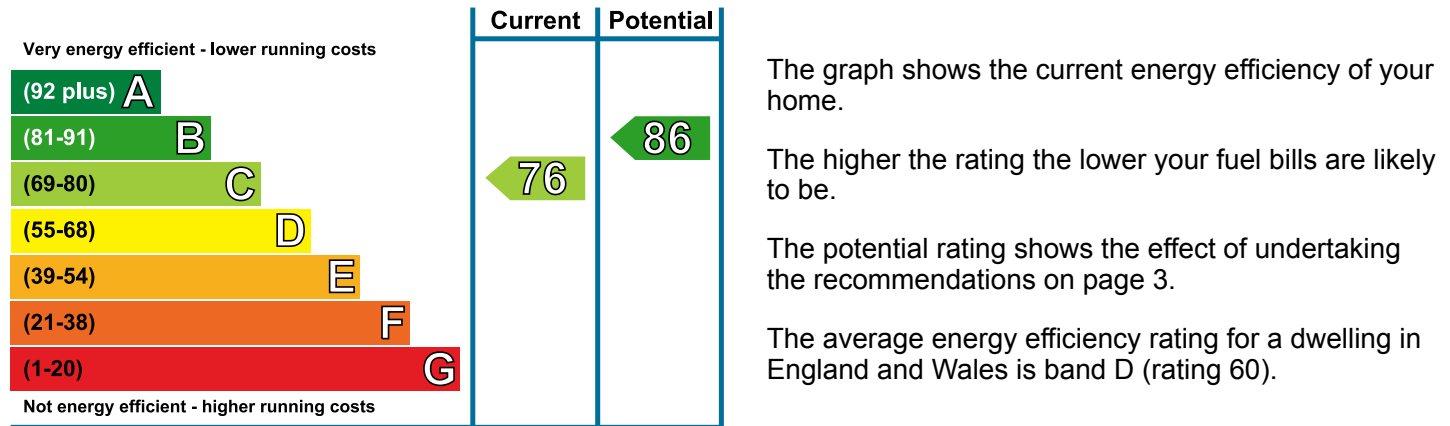 Current Potential
Very energy efficient - lower running costs
(92 plus) A
(81-91) B
86
(69-80) C
76
(55-68) D
(39-54) E
(21-38) F
(1-20) G
Not energy efficient - higher running costs
The graph shows the current energy efficiency of your
home.
The higher the rating the lower your fuel bills are likely
to be.
The potential rating shows the effect of undertaking
the recommendations on page 3.
The average energy efficiency rating for a dwelling in
England and Wales is band D (rating 60).